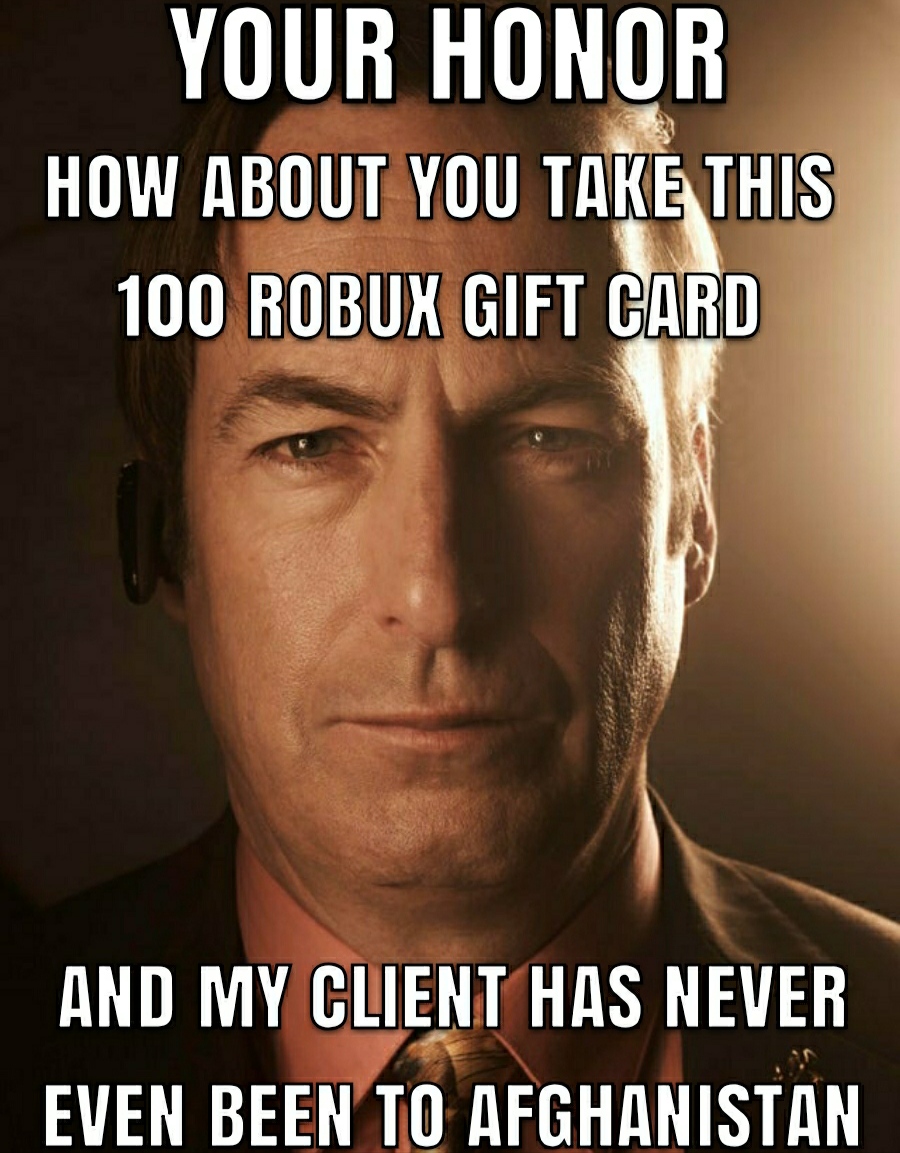 YOUR HONOR
HOW ABOUT YOU TAKE THIS
100 ROBUX GIFT CARD
AND MY CLIENT HAS NEVER
EVEN BEEN TO AFGHANISTAN